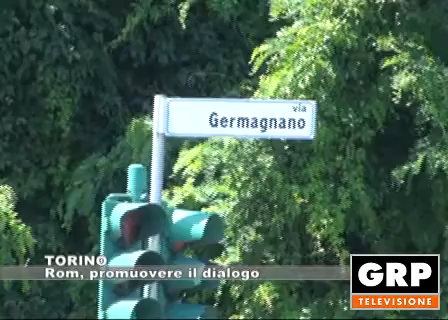 via
Germagnano
TORINO
Rom, promuovere il dialogo
GRP
TELEVISIONE